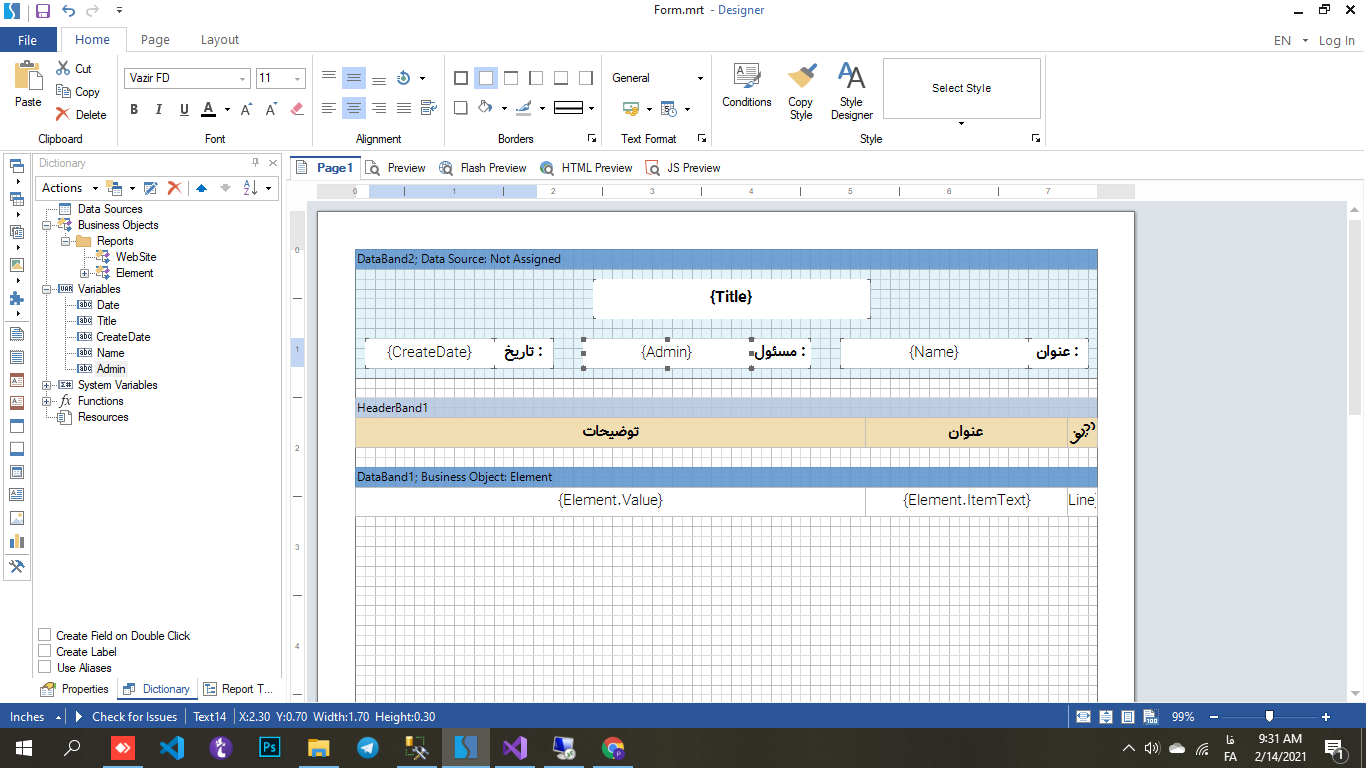 Form.mrt - Designer
File Home Page Layout EN Log In
Paste Cut Copy Delete Clipboard
Vazir FD 11
B I U A A A
Font
Alignment
Borders
General
Text Format
Conditions Copy Style Style Designer Select Style
Style
Dictionary
Actions
Data Sources
Business Objects
Reports
WebSite
Element
Variables
Date
Title
CreateDate
Name
Admin
System Variables
Functions
Resources
Create Field on Double Click
Create Label
Use Aliases
Properties Dictionary Report T...
Page1 Preview Flash Preview HTML Preview JS Preview
0 1 2 3 4 5 6 7
0
1
2
3
4
DataBand2; Data Source: Not Assigned
{Title}
عنوان :
{Name}
مسئول :
{Admin}
تاریخ :
{CreateDate}
HeaderBand1
ردیف عنوان توضیحات
DataBand1; Business Object: Element
{Element.Value} {Element.ItemText} Line}
Inches Check for Issues Text14 X:2.30 Y:0.70 Width:1.70 Height:0.30 99%
9:31 AM
فا
FA
2/14/2021
1